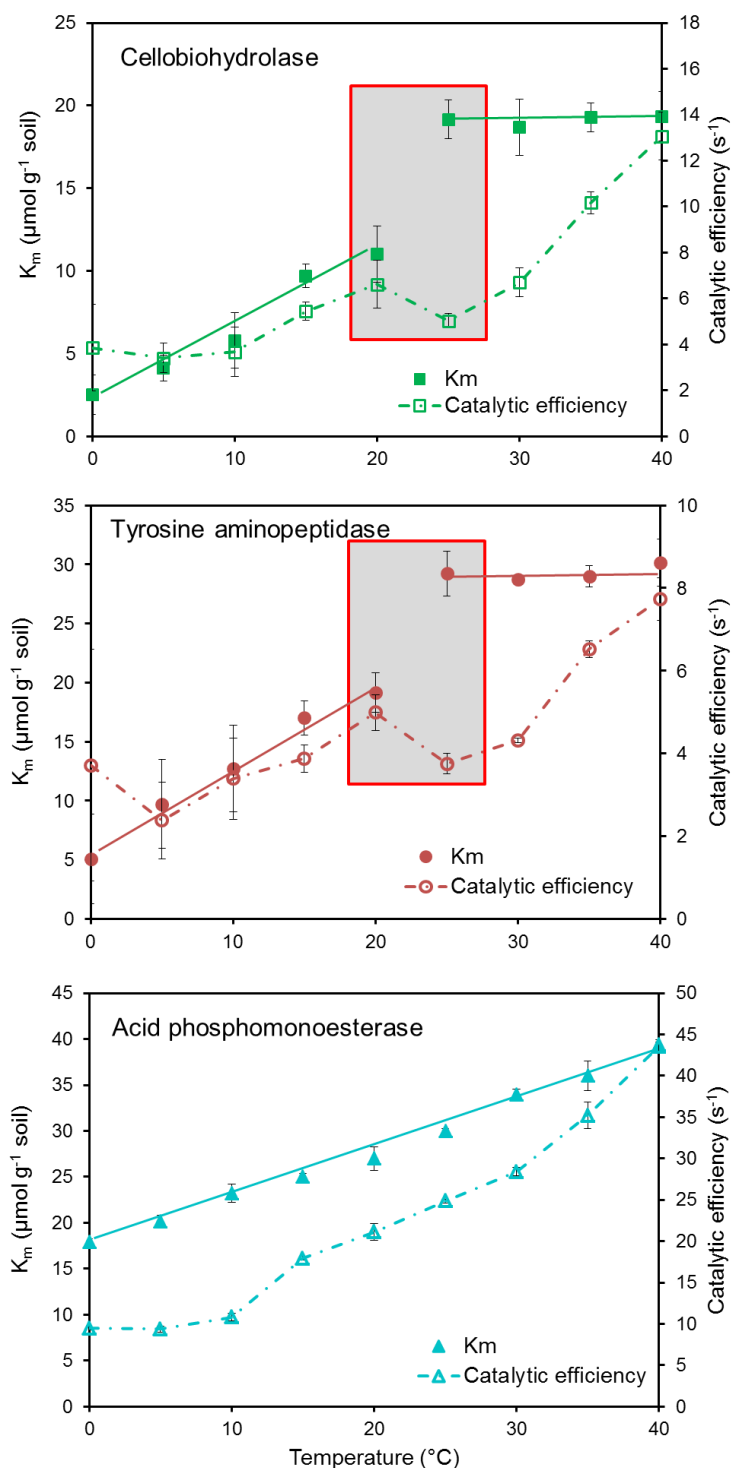 Cellobiohydrolase
25
20
15
10
5
0
Km (µmol g-1 soil)
18
16
14
12
10
8
6
4
2
0
Catalytic efficiency (s-1)
Km
Catalytic efficiency
0 10 20 30 40
Tyrosine aminopeptidase
35
30
25
20
15
10
5
0
Km (µmol g-1 soil)
10
8
6
4
2
0
Catalytic efficiency (s-1)
Km
Catalytic efficiency
0 10 20 30 40
Acid phosphomonoesterase
45
40
35
30
25
20
15
10
5
0
Km (µmol g-1 soil)
50
45
40
35
30
25
20
15
10
5
0
Catalytic efficiency (s-1)
Km
Catalytic efficiency
0 10 20 30 40
Temperature (°C)